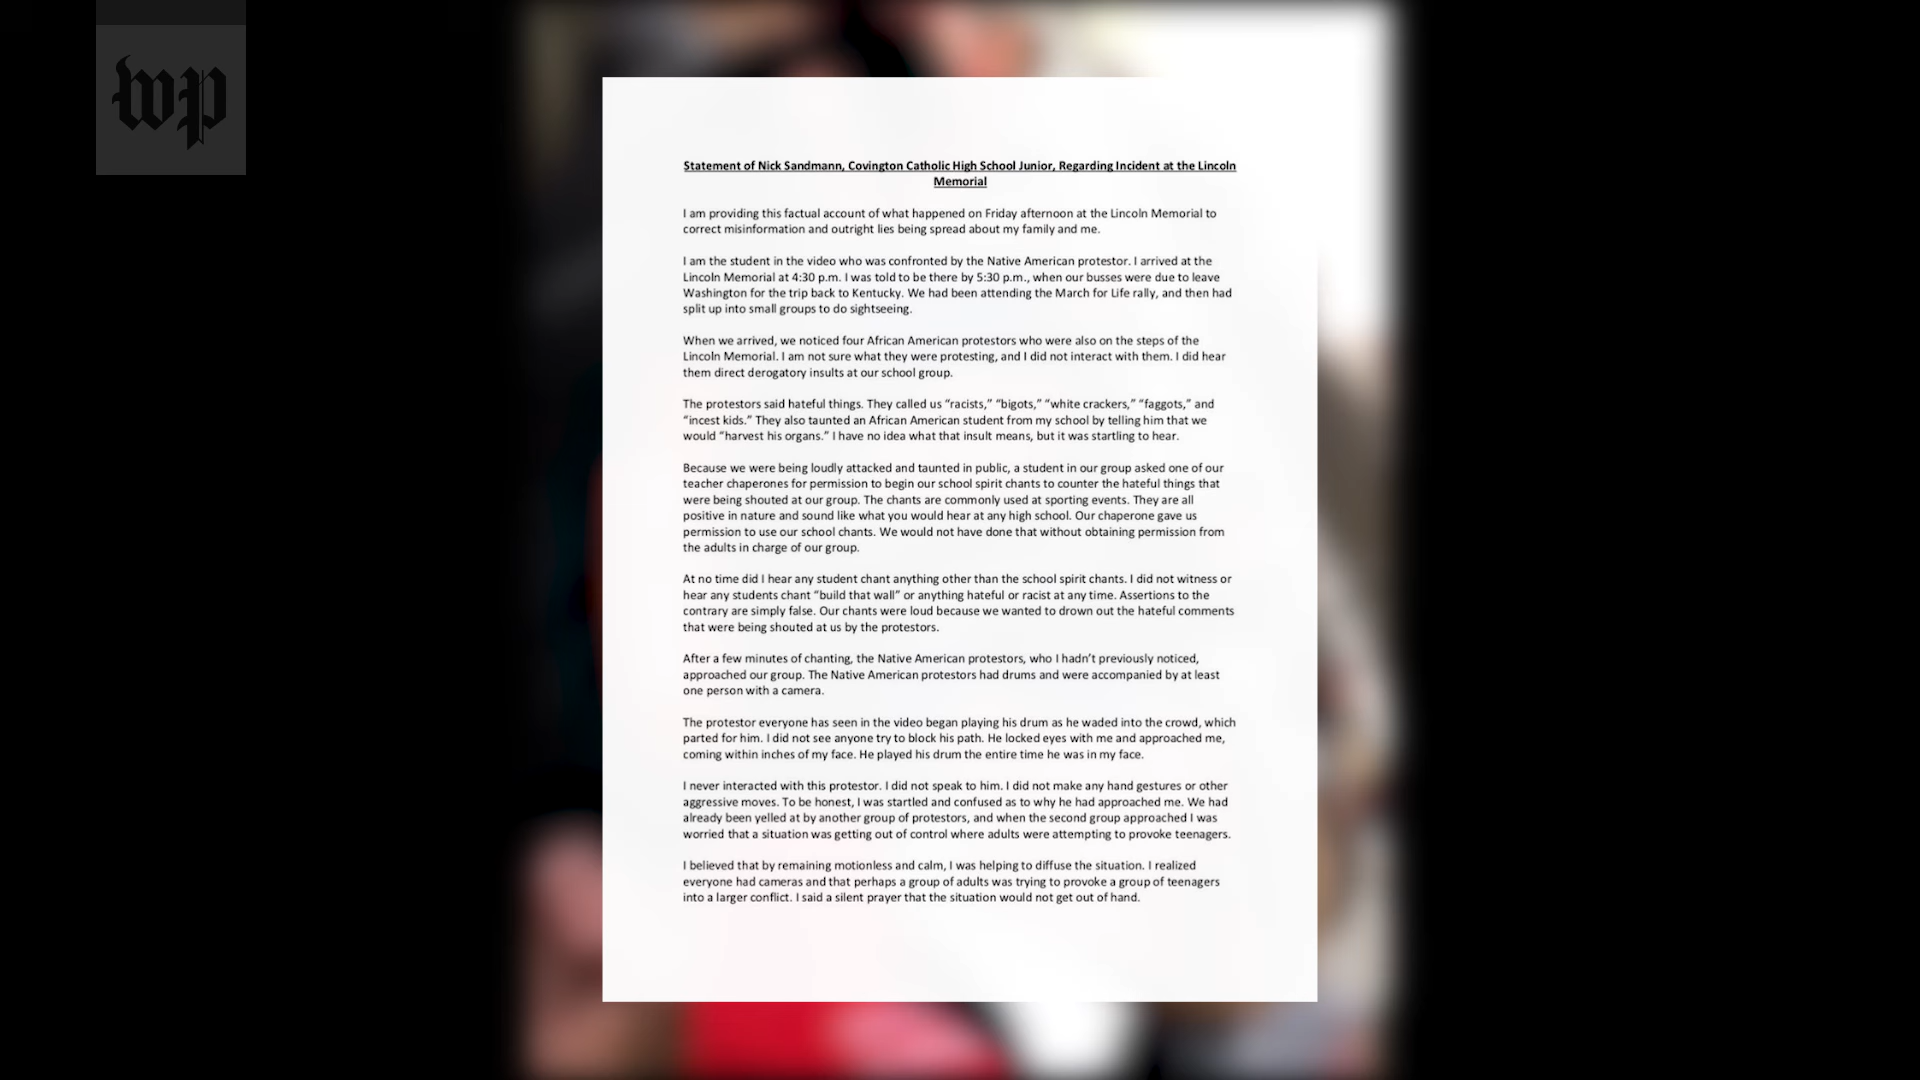 wp
Statement of Nick Sandmann, Covington Catholic High School Junior, Regarding Incident at the Lincoln
Memorial
I am providing this factual account of what happened on Friday afternoon at the Lincoln Memorial to
correct misinformation and outright lies being spread about my family and me.
I am the student in the video who was confronted by the Native American protestor. I arrived at the
Lincoln Memorial at 4:30 p.m. I was told to be there by 5:30 p.m., when our busses were due to leave
Washington for the trip back to Kentucky. We had been attending the March for Life rally, and then had
split up into small groups to do sightseeing.
When we arrived, we noticed four African American protestors who were also on the steps of the
Lincoln Memorial. I am not sure what they were protesting, and I did not interact with them. I did hear
them direct derogatory insults at our school group.
The protestors said hateful things. They called us “racists,” “bigots,” “white crackers,” “faggots,” and
“incest kids.” They also taunted an African American student from my school by telling him that we
would “harvest his organs.” I have no idea what that insult means, but it was startling to hear.
Because we were being loudly attacked and taunted in public, a student in our group asked one of our
teacher chaperones for permission to begin our school spirit chants to counter the hateful things that
were being shouted at our group. The chants are commonly used at sporting events. They are all
positive in nature and sound like what you would hear at any high school. Our chaperone gave us
permission to use our school chants. We would not have done that without obtaining permission from
the adults in charge of our group.
At no time did I hear any student chant anything other than the school spirit chants. I did not witness or
hear any students chant “build that wall” or anything hateful or racist at any time. Assertions to the
contrary are simply false. Our chants were loud because we wanted to drown out the hateful comments
that were being shouted at us by the protestors.
After a few minutes of chanting, the Native American protestors, who I hadn’t previously noticed,
approached our group. The Native American protestors had drums and were accompanied by at least
one person with a camera.
The protestor everyone has seen in the video began playing his drum as he waded into the crowd, which
parted for him. I did not see anyone try to block his path. He locked eyes with me and approached me,
coming within inches of my face. He played his drum the entire time he was in my face.
I never interacted with this protestor. I did not speak to him. I did not make any hand gestures or other
aggressive moves. To be honest, I was startled and confused as to why he had approached me. We had
already been yelled at by another group of protestors, and when the second group approached I was
worried that a situation was getting out of control where adults were attempting to provoke teenagers.
I believed that by remaining motionless and calm, I was helping to diffuse the situation. I realized
everyone had cameras and that perhaps a group of adults was trying to provoke a group of teenagers
into a larger conflict. I said a silent prayer that the situation would not get out of hand.